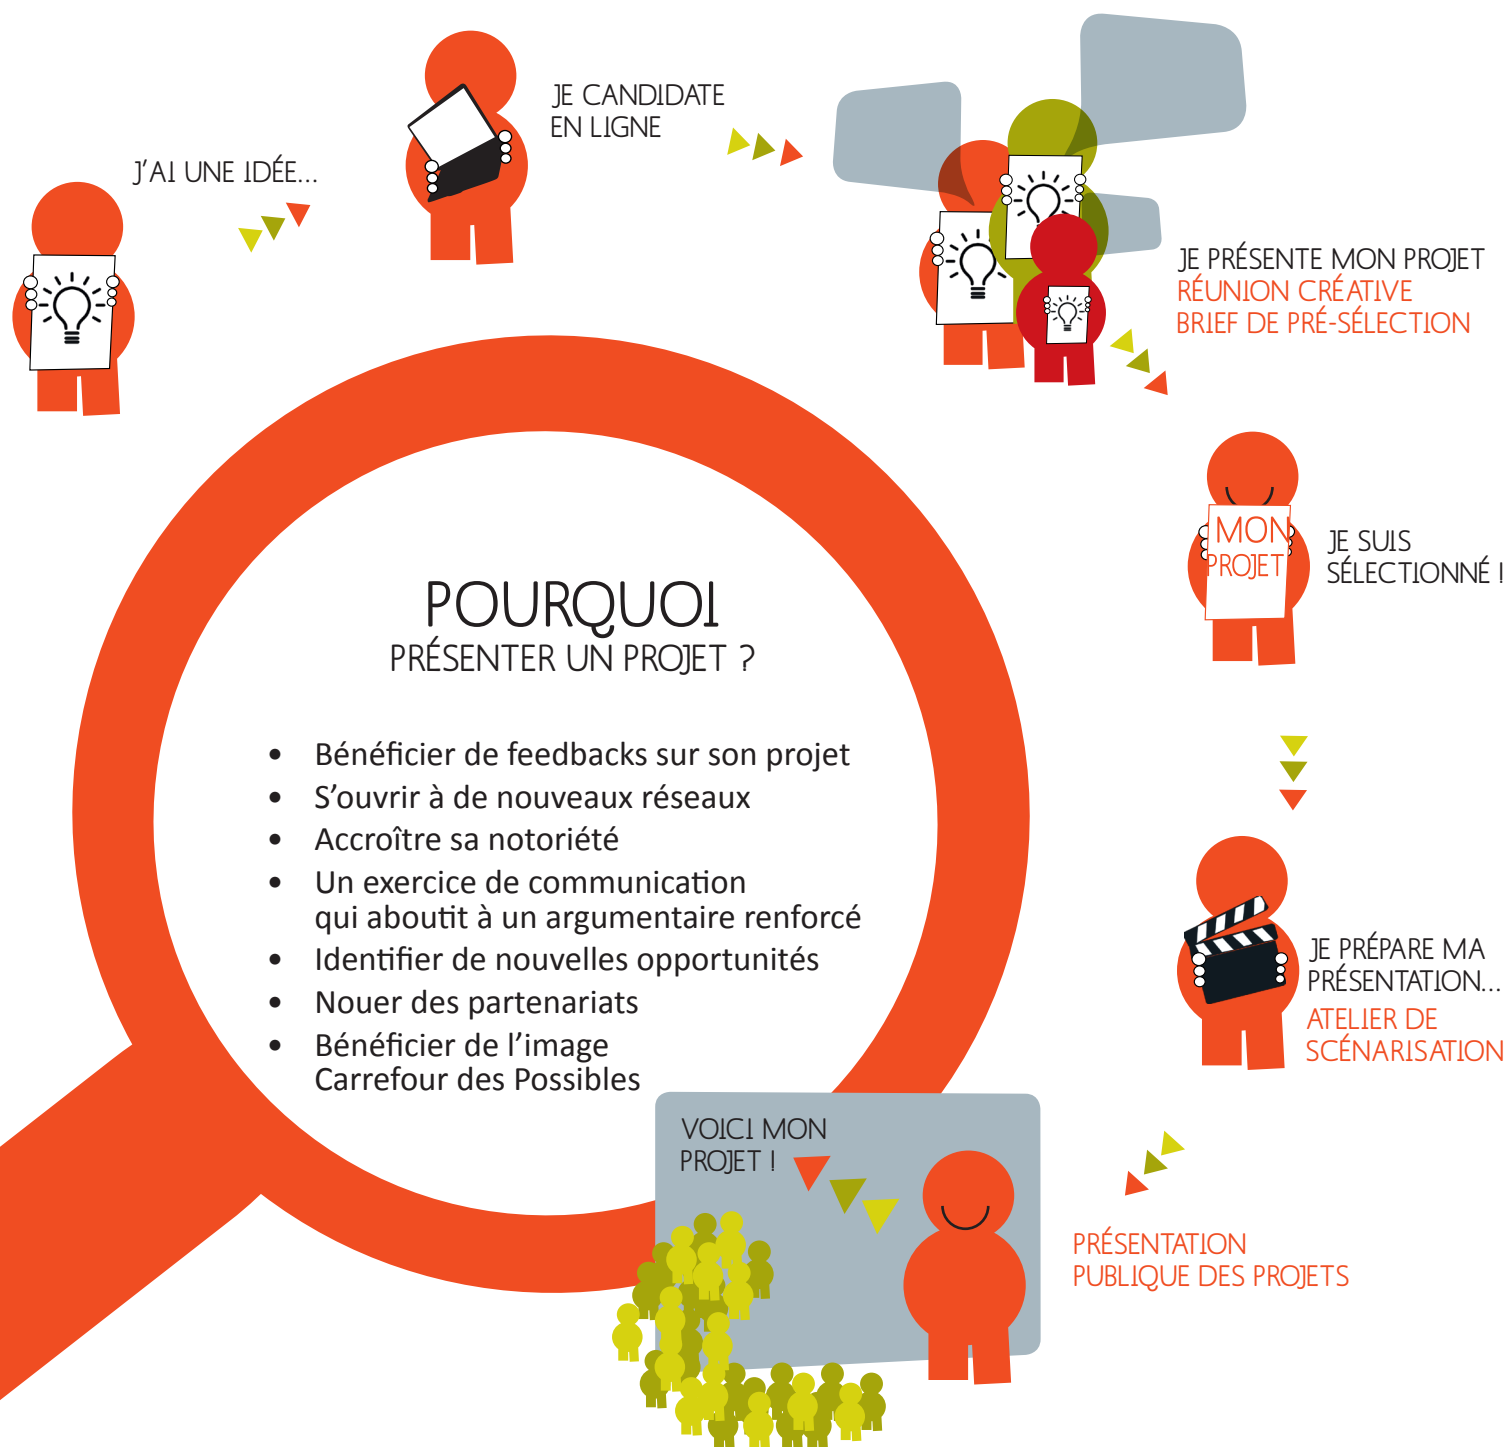 J'AI UNE IDÉE...
JE CANDIDATE
EN LIGNE
JE PRÉSENTE MON PROJET
RÉUNION CRÉATIVE
BRIEF DE PRÉ-SÉLECTION
MON
PROJET
JE SUIS
SÉLECTIONNÉ !
POURQUOI
PRÉSENTER UN PROJET ?
• Bénéficier de feedbacks sur son projet
• S'ouvrir à de nouveaux réseaux
• Accroître sa notoriété
• Un exercice de communication
qui aboutit à un argumentaire renforcé
• Identifier de nouvelles opportunités
• Nouer des partenariats
• Bénéficier de l'image
Carrefour des Possibles
JE PRÉPARE MA
PRÉSENTATION...
ATELIER DE
SCÉNARISATION
VOICI MON
PROJET !
PRÉSENTATION
PUBLIQUE DES PROJETS